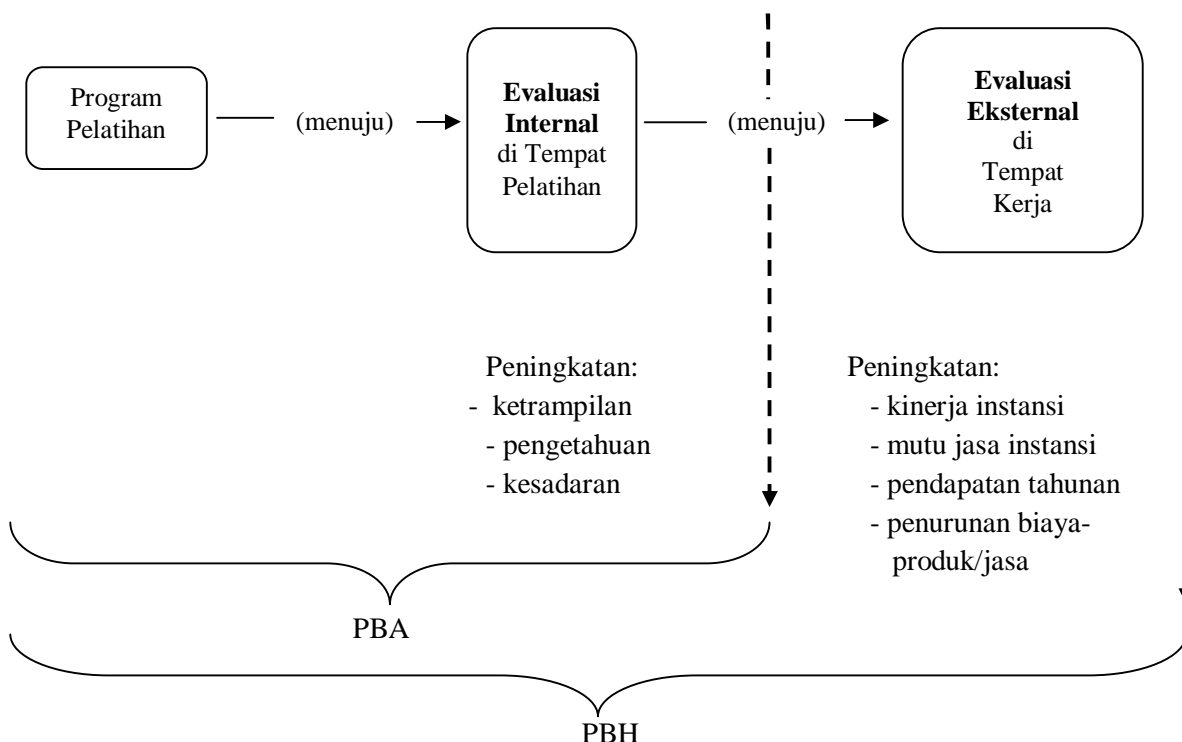 Program
Pelatihan
(menuju)
Evaluasi
Internal
di Tempat
Pelatihan
(menuju)
Evaluasi
Eksternal
di
Tempat
Kerja
Peningkatan:
- ketrampilan
- pengetahuan
- kesadaran
Peningkatan:
- kinerja instansi
- mutu jasa instansi
- pendapatan tahunan
- penurunan biaya-
produk/jasa
PBA
PBH